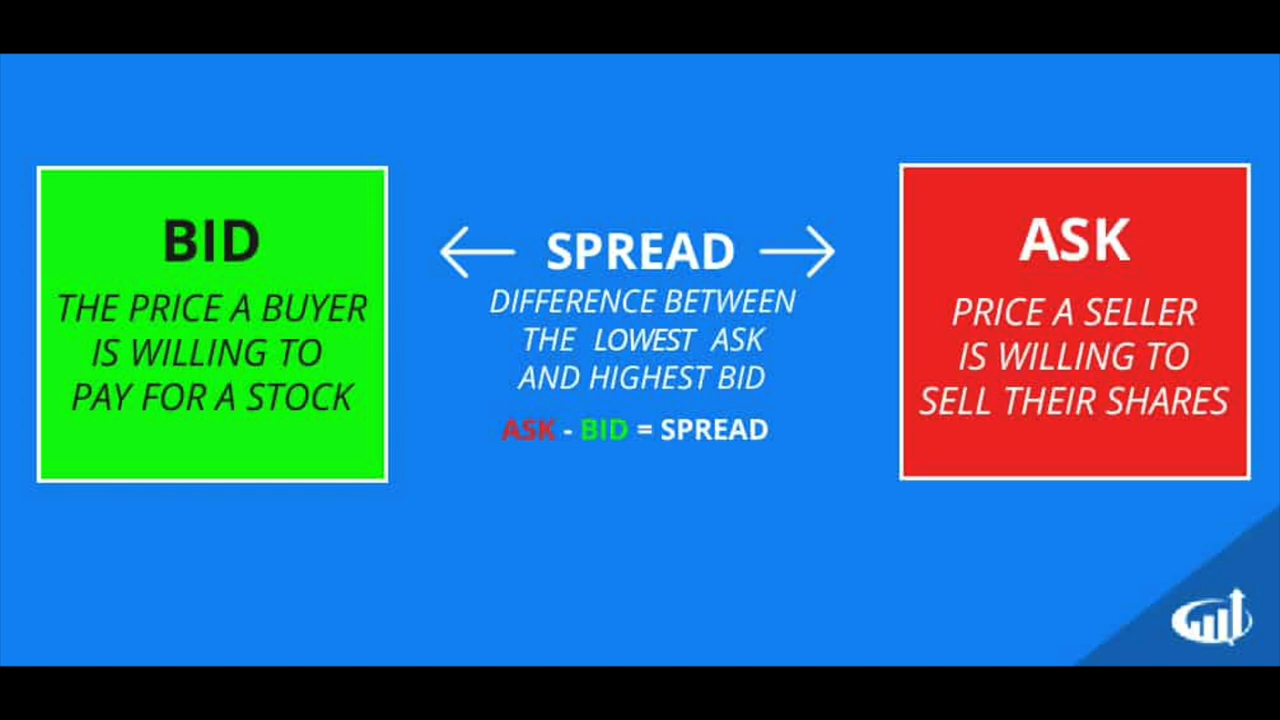 BID
THE PRICE A BUYER
IS WILLING TO
PAY FOR A STOCK
SPREAD
DIFFERENCE BETWEEN
THE LOWEST ASK
AND HIGHEST BID
ASK - BID = SPREAD
ASK
PRICE A SELLER
IS WILLING TO
SELL THEIR SHARES